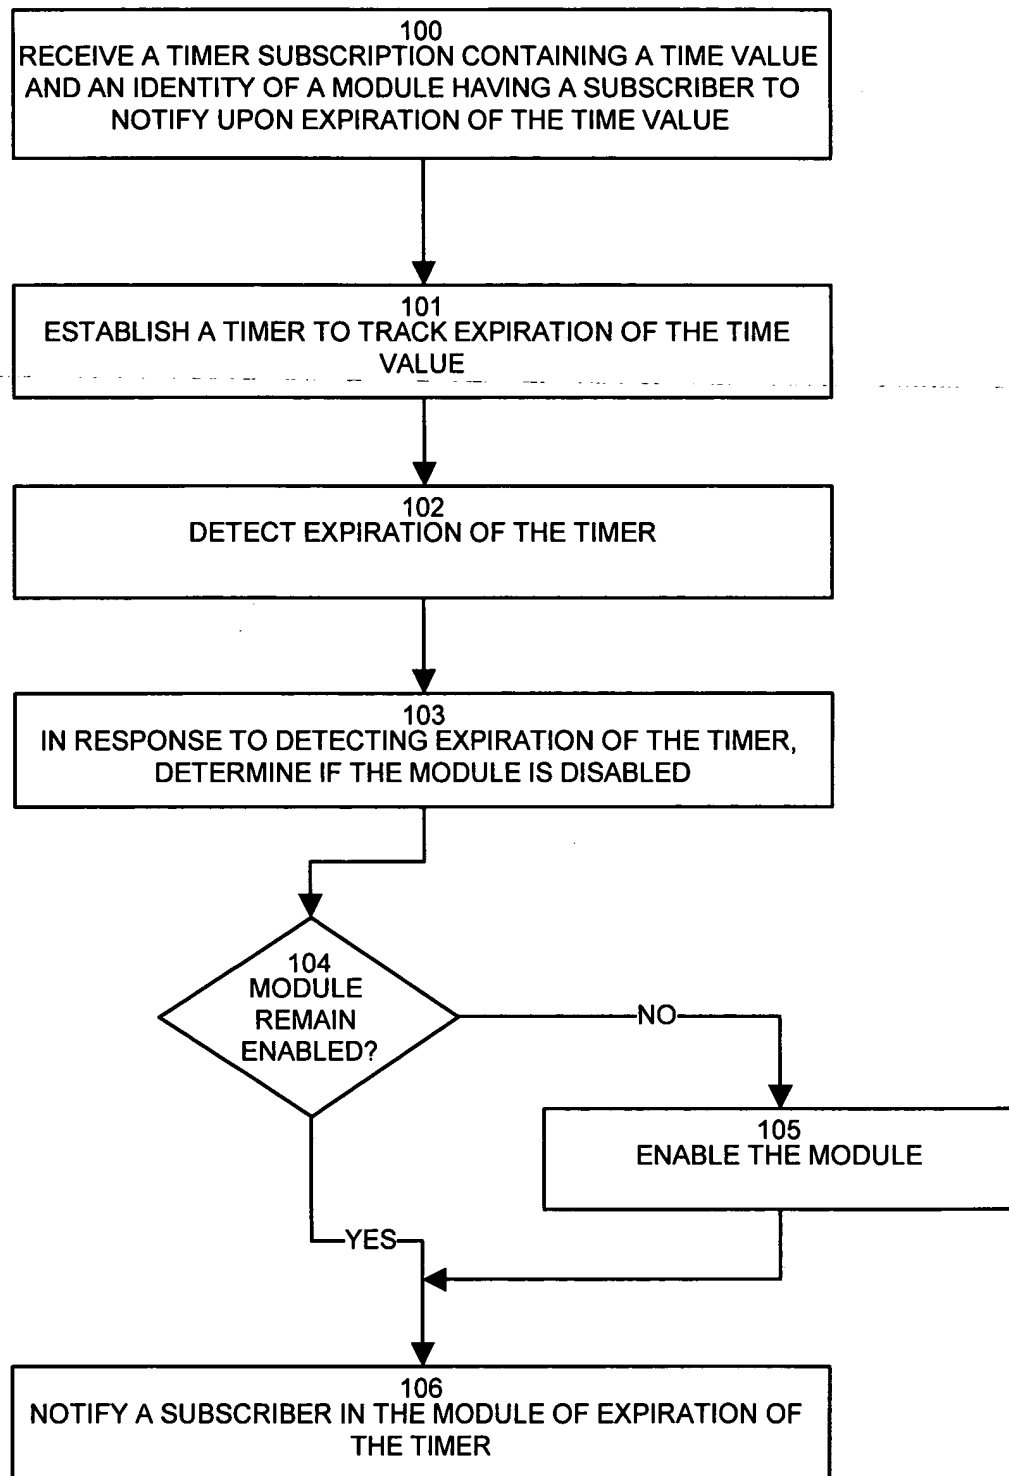 100
RECEIVE A TIMER SUBSCRIPTION CONTAINING A TIME VALUE
AND AN IDENTITY OF A MODULE HAVING A SUBSCRIBER TO
NOTIFY UPON EXPIRATION OF THE TIME VALUE
101
ESTABLISH A TIMER TO TRACK EXPIRATION OF THE TIME
VALUE
102
DETECT EXPIRATION OF THE TIMER
103
IN RESPONSE TO DETECTING EXPIRATION OF THE TIMER,
DETERMINE IF THE MODULE IS DISABLED
104
MODULE
REMAIN
ENABLED?
NO
105
ENABLE THE MODULE
YES
106
NOTIFY A SUBSCRIBER IN THE MODULE OF EXPIRATION OF
THE TIMER